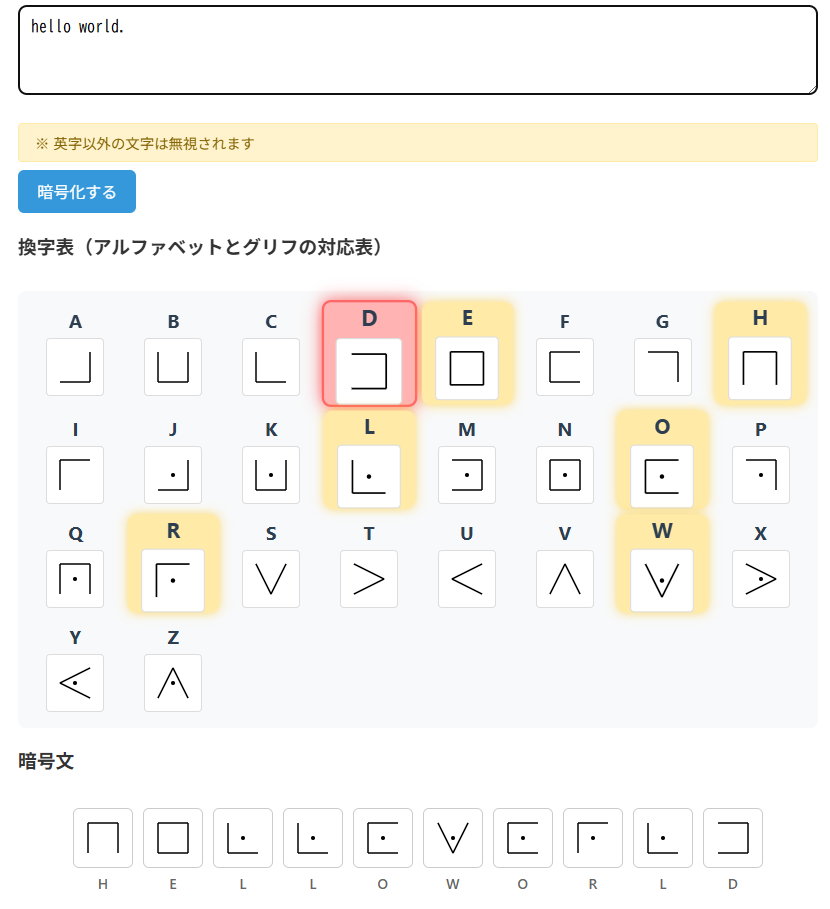 hello world.
※ 英字以外の文字は無視されます
暗号化する
換字表（アルファベットとグリフの対応表）
A B C D E F G H
I J K L M N O P
Q R S T U V W X
Y Z
暗号文
H E L L O W O R L D